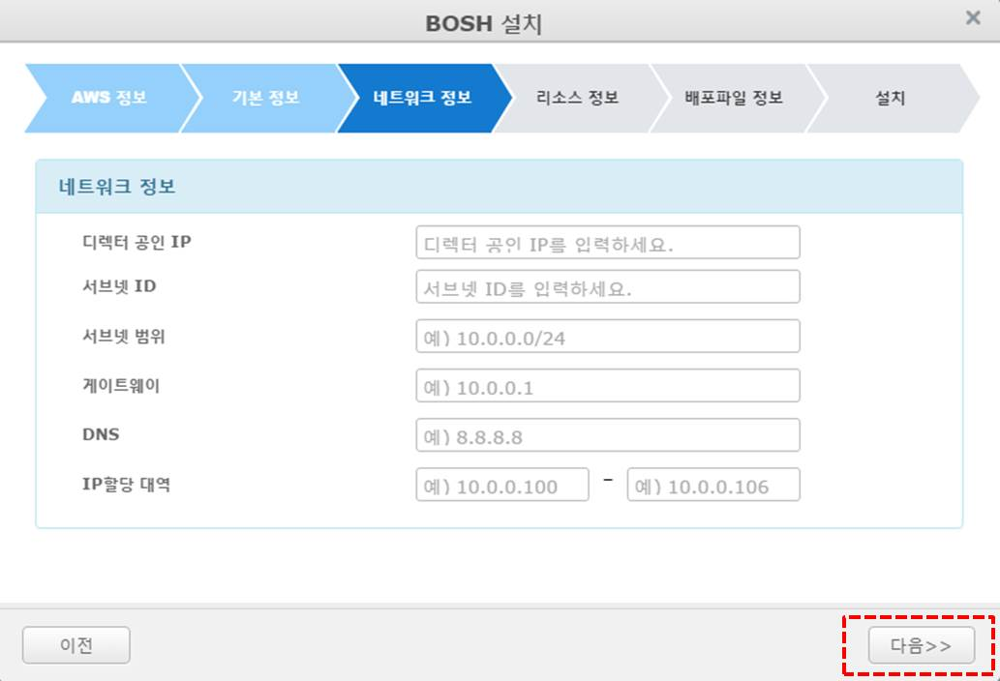 BOSH 설치
AWS 정보
기본 정보
네트워크 정보
리소스 정보
배포파일 정보
설치
네트워크 정보
디렉터 공인 IP
디렉터 공인 IP를 입력하세요.
서브넷 ID
서브넷 ID를 입력하세요.
서브넷 범위
예) 10.0.0.0/24
게이트웨이
예) 10.0.0.1
DNS
예) 8.8.8.8
IP할당 대역
예) 10.0.0.100 - 예) 10.0.0.106
이전
다음>>